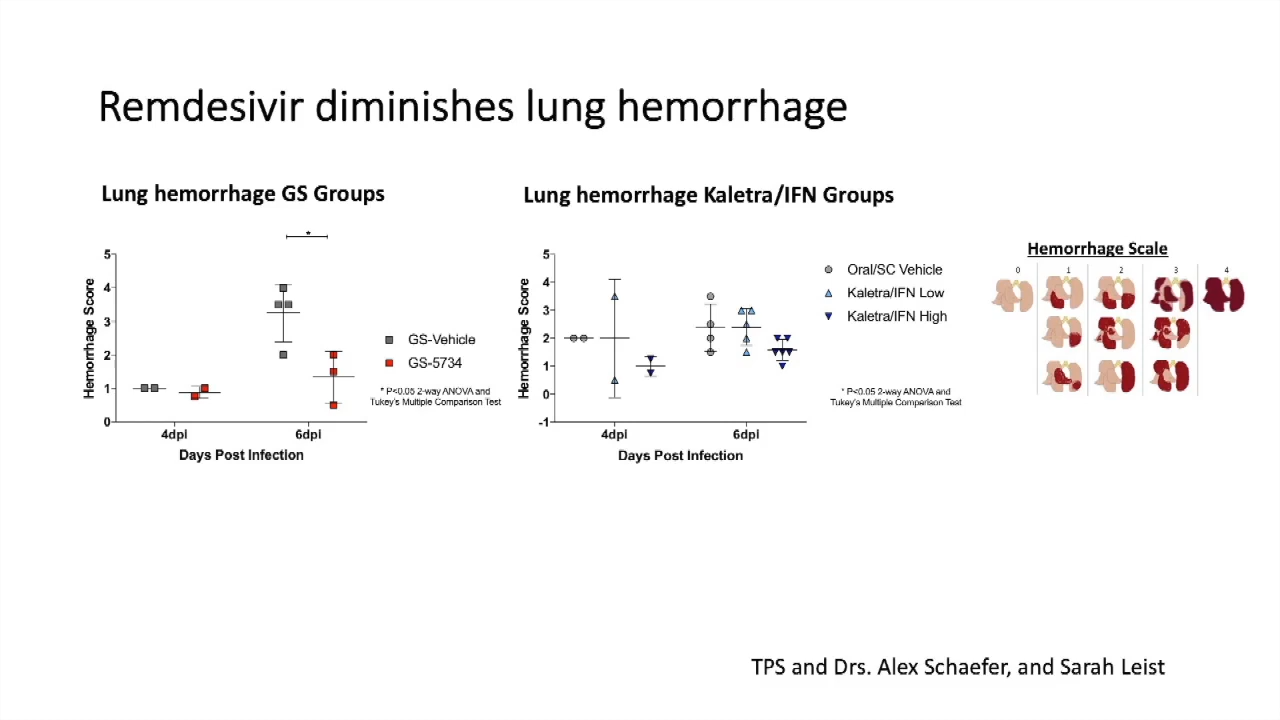 Remdesivir diminishes lung hemorrhage
Lung hemorrhage GS Groups
*
Hemorrhage Score
5
4
3
2
1
0
4dpi
6dpi
Days Post Infection
GS-Vehicle
GS-5734
* P<0.05 2-way ANOVA and
Tukey's Multiple Comparison Test
Lung hemorrhage Kaletra/IFN Groups
Hemorrhage Score
5
4
3
2
1
0
-1
4dpi
6dpi
Days Post Infection
Oral/SC Vehicle
Kaletra/IFN Low
Kaletra/IFN High
* P<0.05 2-way ANOVA and
Tukey's Multiple Comparison Test
Hemorrhage Scale
0 1 2 3 4
TPS and Drs. Alex Schaefer, and Sarah Leist